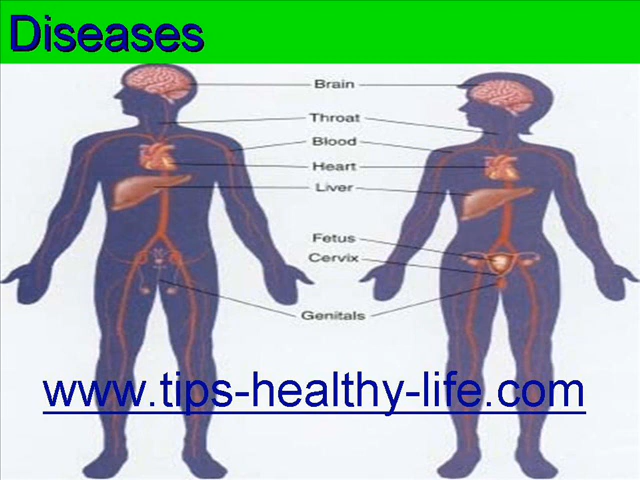 Diseases
Brain
Throat
Blood
Heart
Liver
Fetus
Cervix
Genitals
www.tips-healthy-life.com